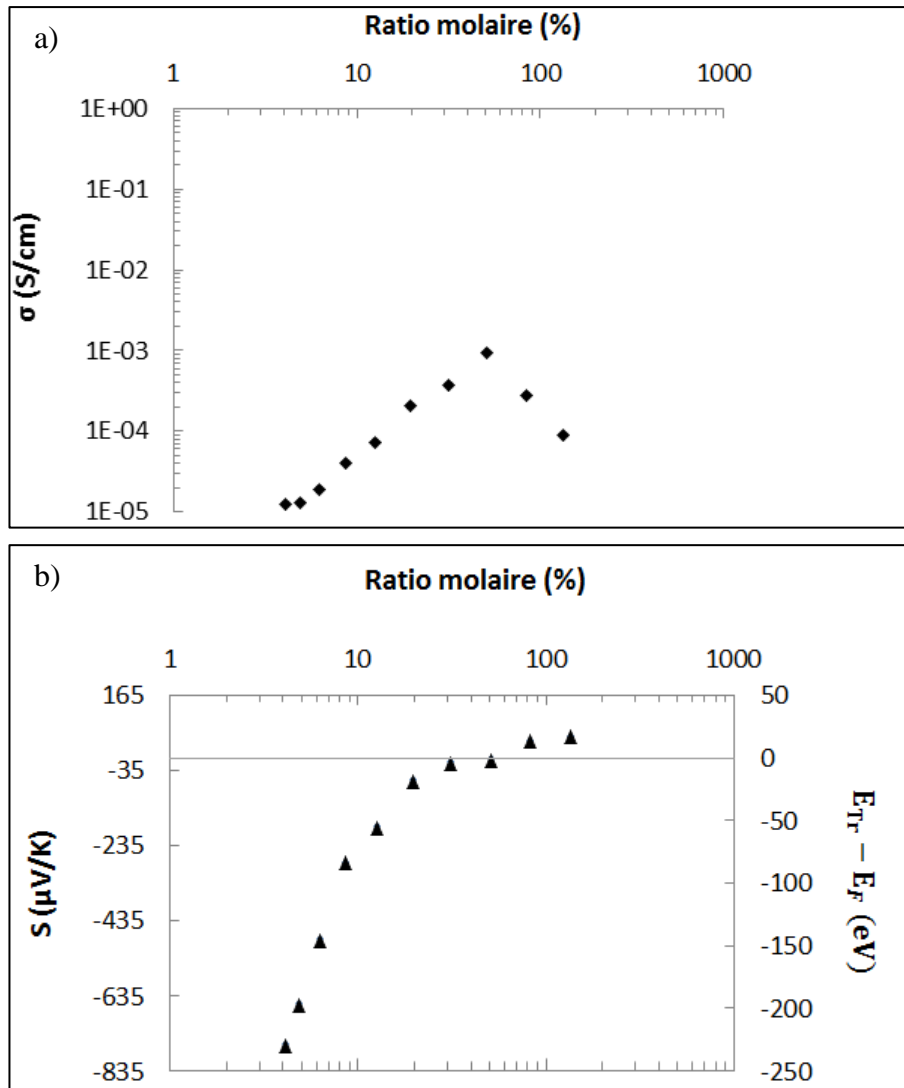 a)
Ratio molaire (%)
1 10 100 1000
1E+00
1E-01
1E-02
1E-03
1E-04
1E-05
σ (S/cm)
b)
Ratio molaire (%)
1 10 100 1000
165
-35
-235
-435
-635
-835
S (µV/K)
50
0
-50
-100
-150
-200
-250
E_Tr − E_F (eV)